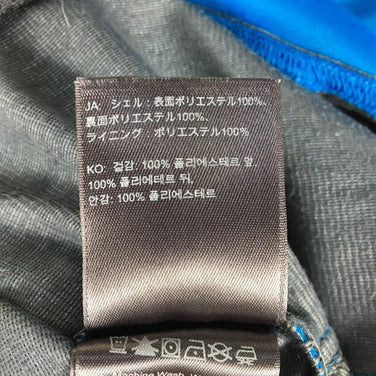 JA: シェル：表面ポリエステル100%、
裏面ポリエステル100%、
ライニング：ポリエステル100%
KO: 겉감: 100% 폴리에스테르 앞,
100% 폴리에테르 뒤,
안감: 100% 폴리에스테르
Machine Wash